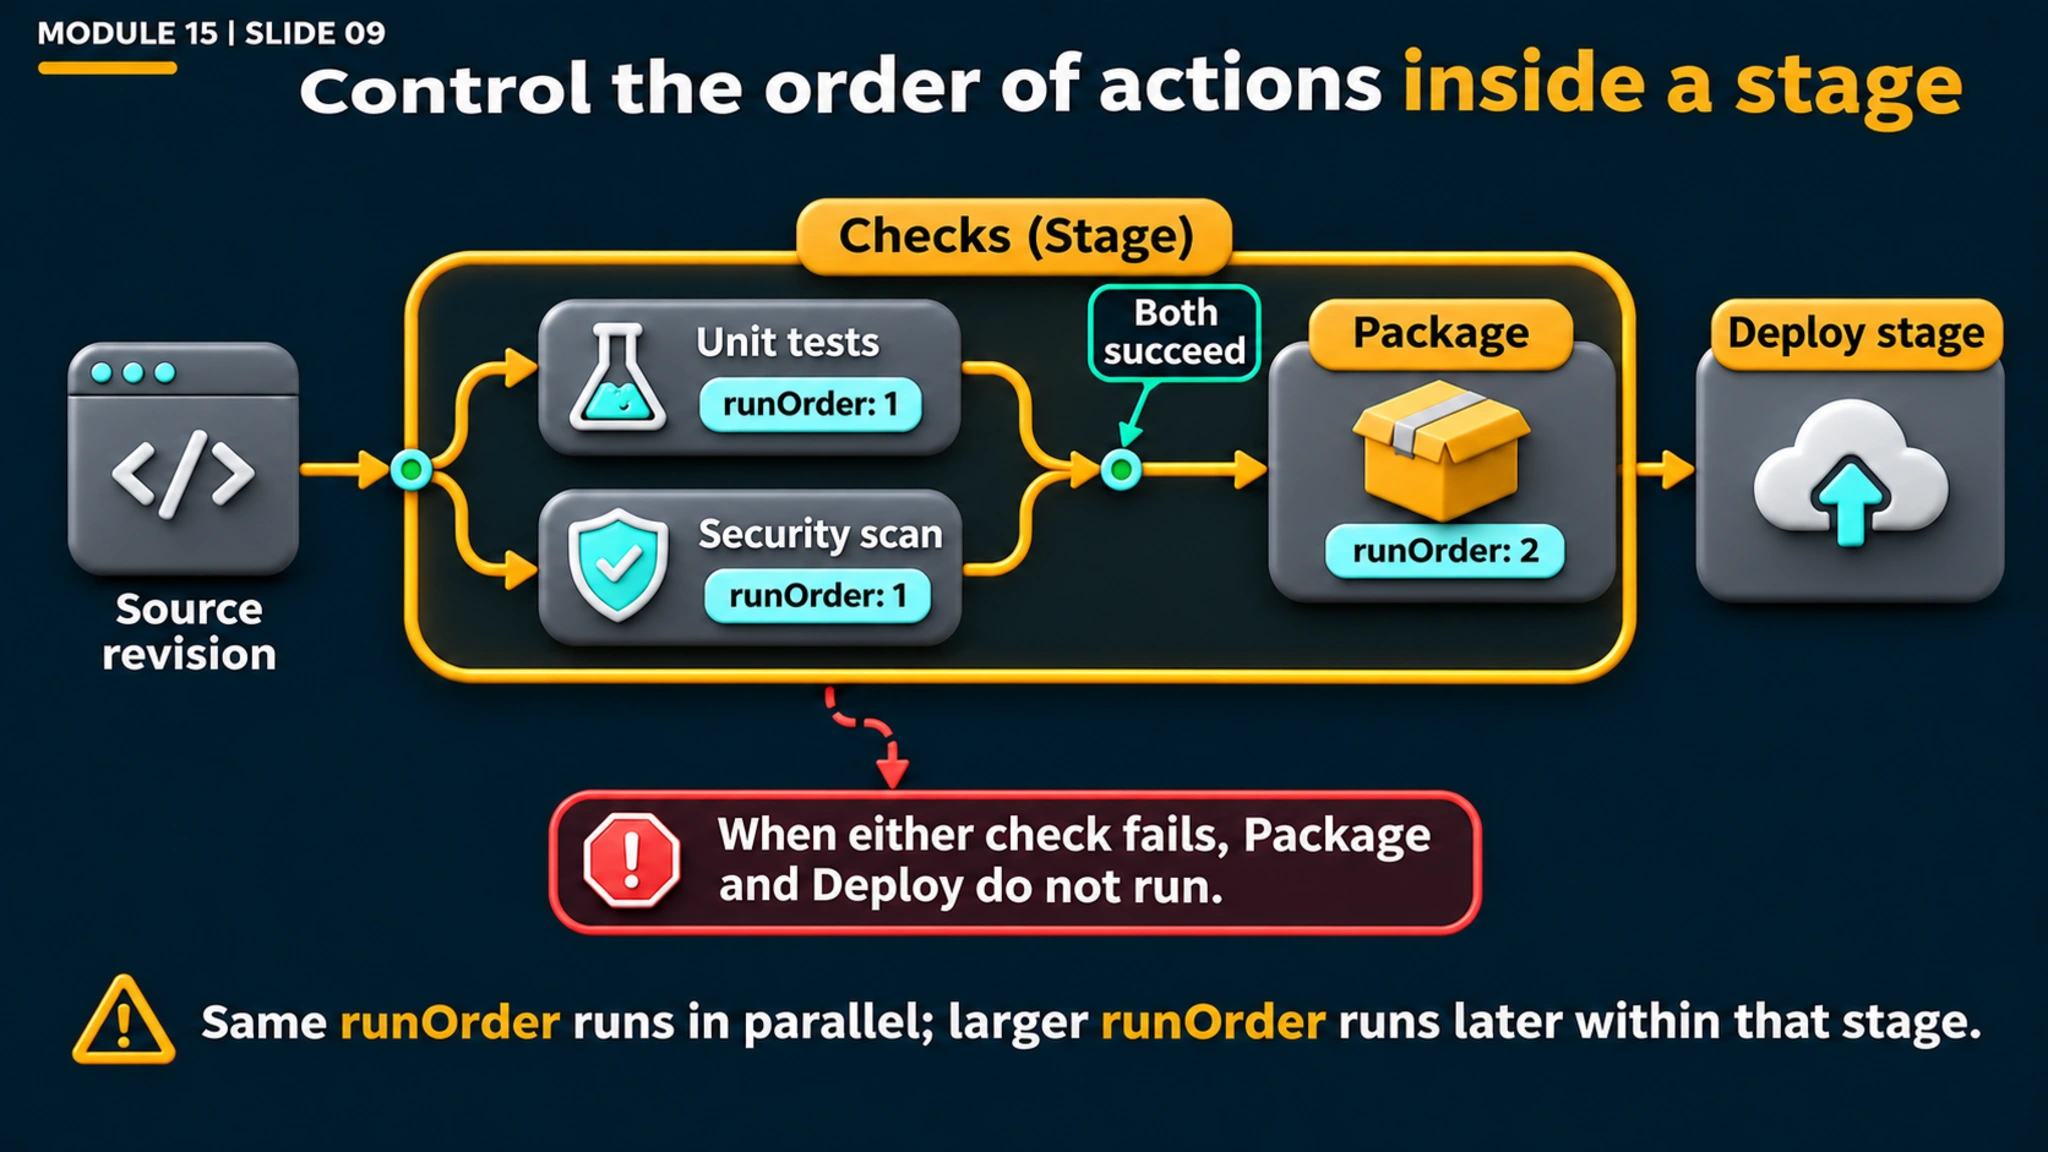 MODULE 15 | SLIDE 09
Control the order of actions inside a stage
Checks (Stage)
Source
revision
Unit tests
runOrder: 1
Security scan
runOrder: 1
Both
succeed
Package
runOrder: 2
Deploy stage
When either check fails, Package
and Deploy do not run.
Same runOrder runs in parallel; larger runOrder runs later within that stage.